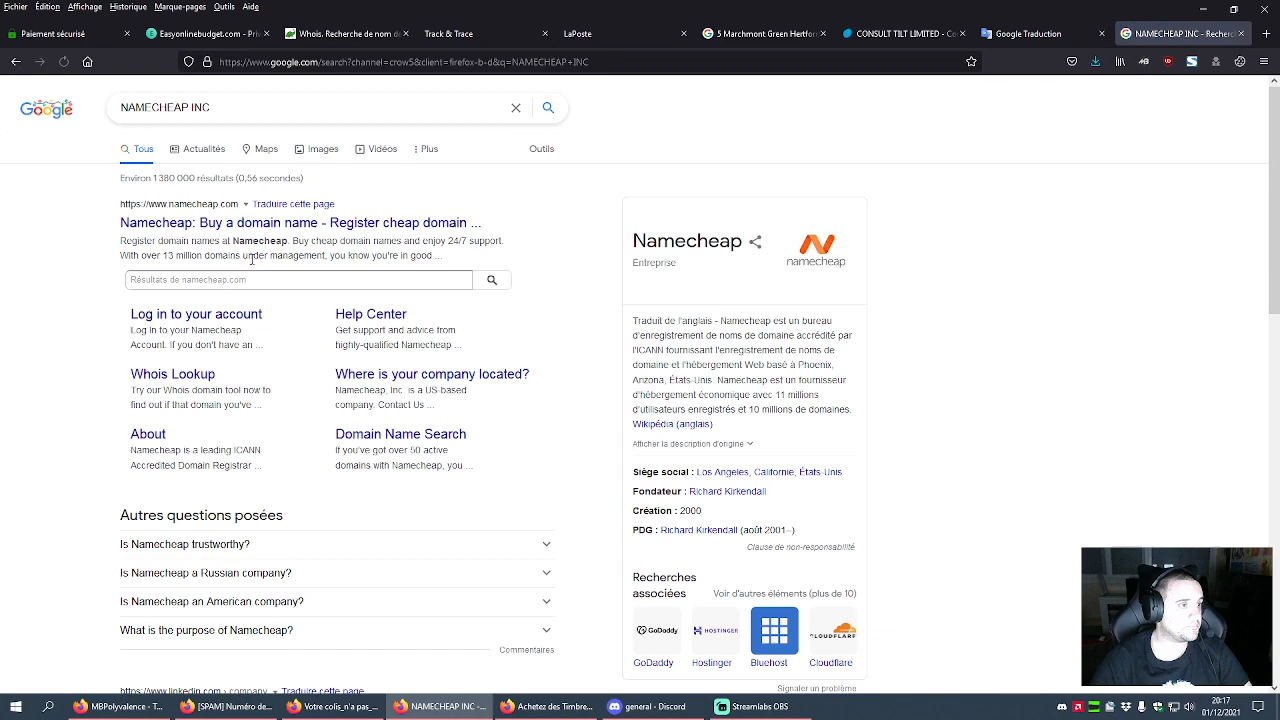 Fichier Édition Affichage Historique Marque-pages Outils Aide
Paiement sécurisé
Easyonlinebudget.com - Priv
Whois. Recherche de nom de
Track & Trace
LaPoste
5 Marchmont Green Hertfor
CONSULT TILT LIMITED - Co
Google Traduction
NAMECHEAP INC - Recherc
https://www.google.com/search?channel=crow5&client=firefox-b-d&q=NAMECHEAP+INC
Google
NAMECHEAP INC
Tous Actualités Maps Images Vidéos Plus Outils
Environ 1 380 000 résultats (0,56 secondes)
https://www.namecheap.com Traduire cette page
Namecheap: Buy a domain name - Register cheap domain ...
Register domain names at Namecheap. Buy cheap domain names and enjoy 24/7 support.
With over 13 million domains under management, you know you're in good ...
Résultats de namecheap.com
Log in to your account
Log In to your Namecheap
Account. If you don't have an ...
Help Center
Get support and advice from
highly-qualified Namecheap ...
Whois Lookup
Try our Whois domain tool now to
find out if that domain you've ...
Where is your company located?
Namecheap, Inc. is a US-based
company. Contact Us ...
About
Namecheap is a leading ICANN
Accredited Domain Registrar ...
Domain Name Search
If you've got over 50 active
domains with Namecheap, you ...
Autres questions posées
Is Namecheap trustworthy?
Is Namecheap a Russian company?
Is Namecheap an American company?
What is the purpose of Namecheap?
Commentaires
https://www.linkedin.com › company Traduire cette page
Namecheap
Entreprise
namecheap
Traduit de l'anglais - Namecheap est un bureau
d'enregistrement de noms de domaine accrédité par
l'ICANN fournissant l'enregistrement de noms de
domaine et l'hébergement Web basé à Phoenix,
Arizona, États-Unis. Namecheap est un fournisseur
d'hébergement économique avec 11 millions
d'utilisateurs enregistrés et 10 millions de domaines.
Wikipédia (anglais)
Afficher la description d'origine
Siège social : Los Angeles, Californie, États-Unis
Fondateur : Richard Kirkendall
Création : 2000
PDG : Richard Kirkendall (août 2001–)
Clause de non-responsabilité
Recherches
associées
Voir d'autres éléments (plus de 10)
GoDaddy
HOSTINGER
CLOUDFLARE
GoDaddy Hostinger Bluehost Cloudflare
Signaler un problème
MBPolyvalence - T...
[SPAM] Numéro de...
Votre colis n'a pas...
NAMECHEAP INC -...
Achetez des Timbre...
general - Discord
Streamlabs OBS
20:17
01/12/2021